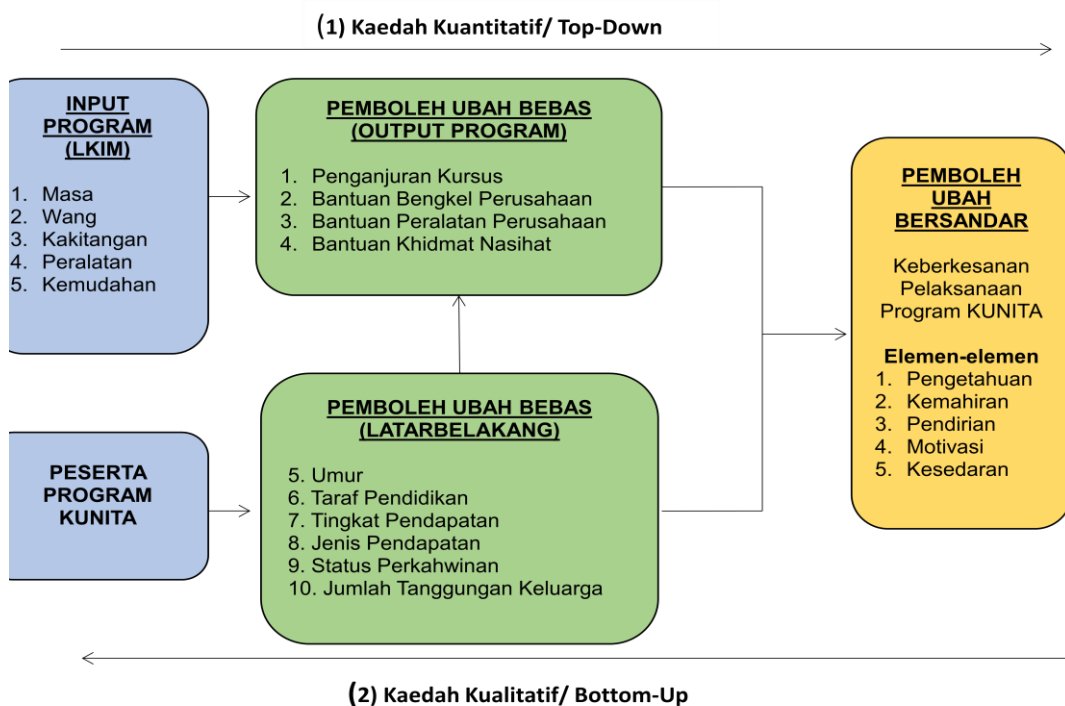 (1) Kaedah Kuantitatif/ Top-Down
INPUT
PROGRAM
(LKIM)
1. Masa
2. Wang
3. Kakitangan
4. Peralatan
5. Kemudahan
PEMBOLEH UBAH BEBAS
(OUTPUT PROGRAM)
1. Penganjuran Kursus
2. Bantuan Bengkel Perusahaan
3. Bantuan Peralatan Perusahaan
4. Bantuan Khidmat Nasihat
PESERTA
PROGRAM
KUNITA
PEMBOLEH UBAH BEBAS
(LATARBELAKANG)
5. Umur
6. Taraf Pendidikan
7. Tingkat Pendapatan
8. Jenis Pendapatan
9. Status Perkahwinan
10. Jumlah Tanggungan Keluarga
PEMBOLEH
UBAH
BERSANDAR
Keberkesanan
Pelaksanaan
Program KUNITA
Elemen-elemen
1. Pengetahuan
2. Kemahiran
3. Pendirian
4. Motivasi
5. Kesedaran
(2) Kaedah Kualitatif/ Bottom-Up